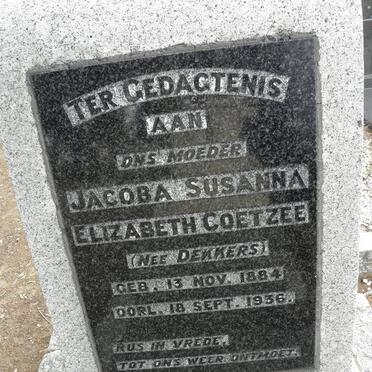 TER GEDAGTENIS
AAN
ONS MOEDER
JACOBA SUSANNA
ELIZABETH COETZEE
(NEE DEKKERS)
GEB. 13 NOV. 1884
OORL. 18 SEPT. 1956.
RUS IN VREDE,
TOT ONS WEER ONTMOET.